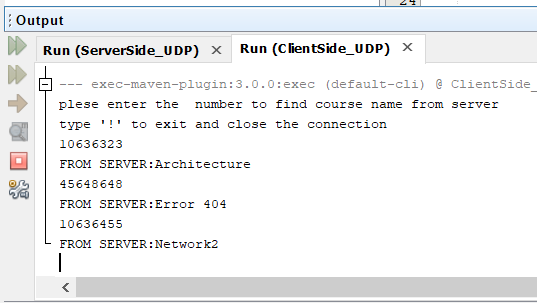 24
Output
Run (ServerSide_UDP) × Run (ClientSide_UDP) ×
--- exec-maven-plugin:3.0.0:exec (default-cli) @ ClientSide_
plese enter the  number to find course name from server
type '!' to exit and close the connection
10636323
FROM SERVER:Architecture
45648648
FROM SERVER:Error 404
10636455
FROM SERVER:Network2